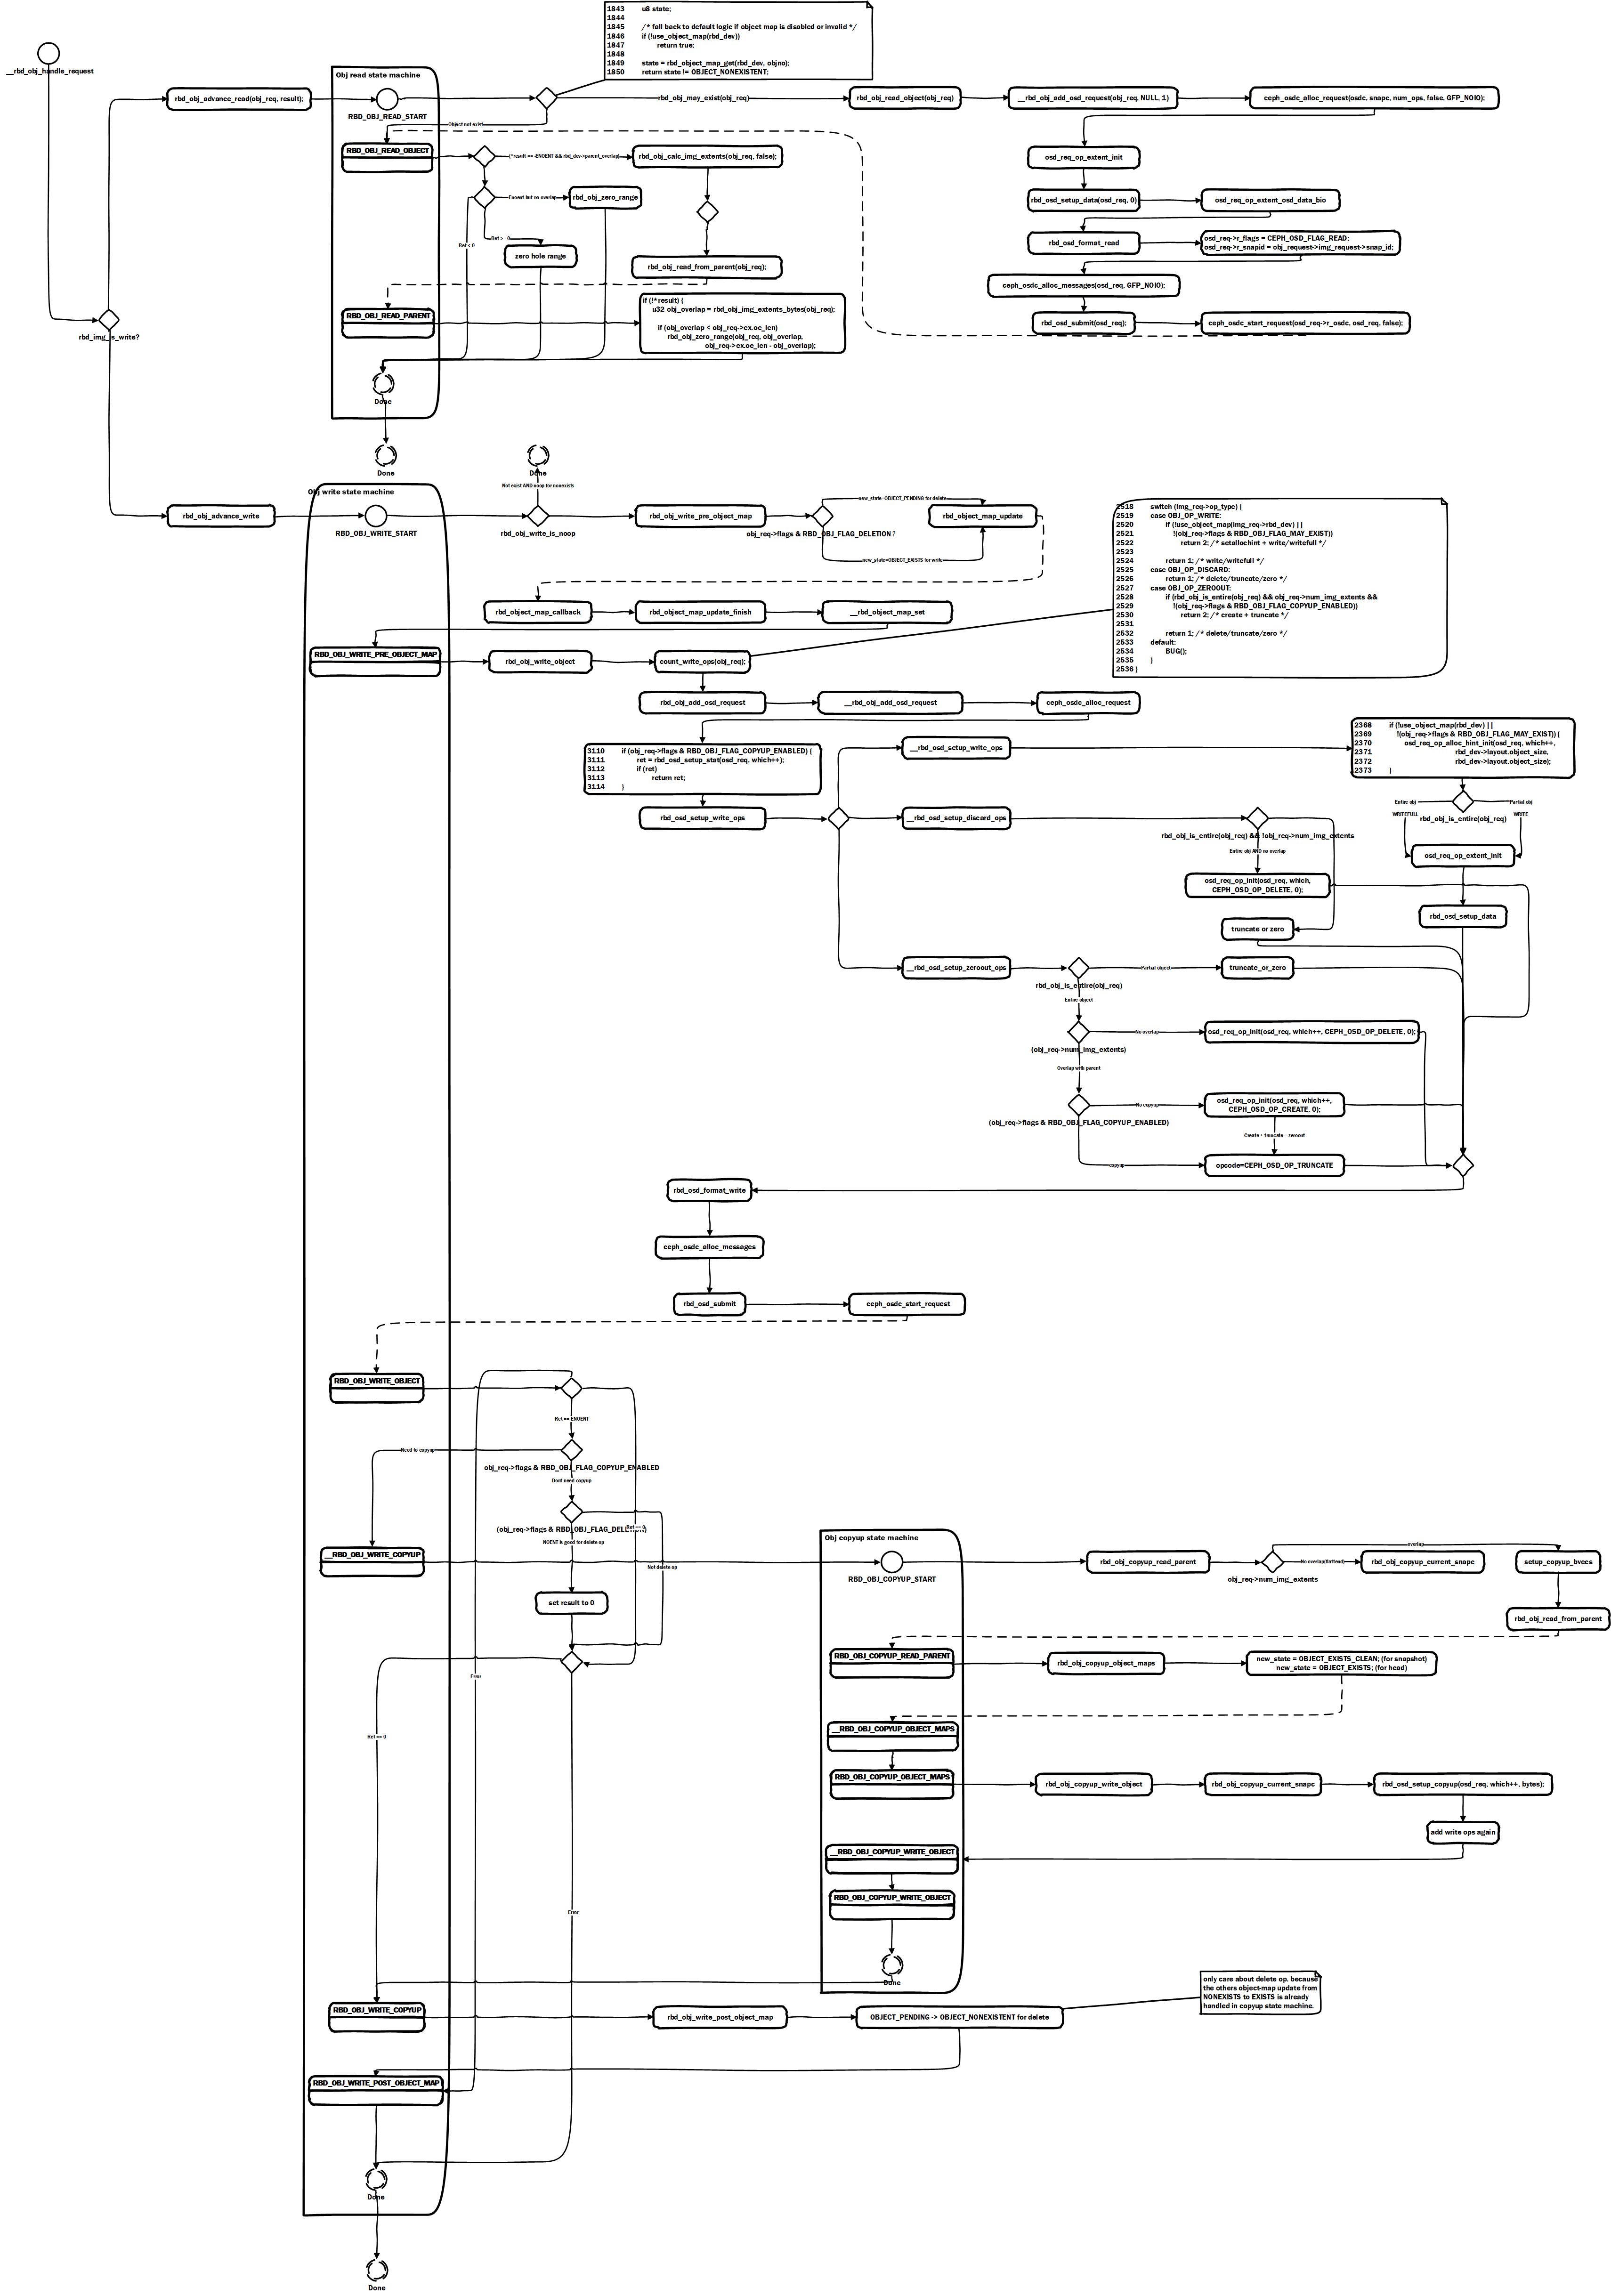 1843 u8 state;
1844
1845 /* fall back to default logic if object map is disabled or invalid */
1846 if (!use_object_map(rbd_dev))
1847 return true;
1848
1849 state = rbd_object_map_get(rbd_dev, objno);
1850 return state != OBJECT_NONEXISTENT;
__rbd_obj_handle_request
Obj read state machine
rbd_obj_advance_read(obj_req, result);
RBD_OBJ_READ_START
rbd_obj_may_exist(obj_req)
rbd_obj_read_object(obj_req)
__rbd_obj_add_osd_request(obj_req, NULL, 1)
ceph_osdc_alloc_request(osdc, snapc, num_ops, false, GFP_NOIO);
Object not exist
RBD_OBJ_READ_OBJECT
(*result == -ENOENT && rbd_dev->parent_overlap)
rbd_obj_calc_img_extents(obj_req, false);
osd_req_op_extent_init
Enoent but no overlap
rbd_obj_zero_range
rbd_osd_setup_data(osd_req, 0)
osd_req_op_extent_osd_data_bio
Ret < 0
Ret >= 0
zero hole range
rbd_osd_format_read
osd_req->r_flags = CEPH_OSD_FLAG_READ;
osd_req->r_snapid = obj_request->img_request->snap_id;
rbd_obj_read_from_parent(obj_req);
ceph_osdc_alloc_messages(osd_req, GFP_NOIO);
RBD_OBJ_READ_PARENT
if (!*result) {
u32 obj_overlap = rbd_obj_img_extents_bytes(obj_req);
if (obj_overlap < obj_req->ex.oe_len)
rbd_obj_zero_range(obj_req, obj_overlap,
obj_req->ex.oe_len - obj_overlap);
rbd_osd_submit(osd_req);
ceph_osdc_start_request(osd_req->r_osdc, osd_req, false);
rbd_img_is_write?
Done
Done
Done
Not exist AND noop for nonexists
Obj write state machine
rbd_obj_advance_write
RBD_OBJ_WRITE_START
rbd_obj_write_is_noop
rbd_obj_write_pre_object_map
new_state=OBJECT_PENDING for delete
obj_req->flags & RBD_OBJ_FLAG_DELETION ?
new_state=OBJECT_EXISTS for write
rbd_object_map_update
2518 switch (img_req->op_type) {
2519 case OBJ_OP_WRITE:
2520 if (!use_object_map(img_req->rbd_dev) ||
2521 !(obj_req->flags & RBD_OBJ_FLAG_MAY_EXIST))
2522 return 2; /* setallochint + write/writefull */
2523
2524 return 1; /* write/writefull */
2525 case OBJ_OP_DISCARD:
2526 return 1; /* delete/truncate/zero */
2527 case OBJ_OP_ZEROOUT:
2528 if (rbd_obj_is_entire(obj_req) && obj_req->num_img_extents &&
2529 !(obj_req->flags & RBD_OBJ_FLAG_COPYUP_ENABLED))
2530 return 2; /* create + truncate */
2531
2532 return 1; /* delete/truncate/zero */
2533 default:
2534 BUG();
2535 }
2536 }
rbd_object_map_callback
rbd_object_map_update_finish
__rbd_object_map_set
RBD_OBJ_WRITE_PRE_OBJECT_MAP
rbd_obj_write_object
count_write_ops(obj_req);
rbd_obj_add_osd_request
__rbd_obj_add_osd_request
ceph_osdc_alloc_request
3110 if (obj_req->flags & RBD_OBJ_FLAG_COPYUP_ENABLED) {
3111 ret = rbd_osd_setup_stat(osd_req, which++);
3112 if (ret)
3113 return ret;
3114 }
__rbd_osd_setup_write_ops
2368 if (!use_object_map(rbd_dev) ||
2369 !(obj_req->flags & RBD_OBJ_FLAG_MAY_EXIST)) {
2370 osd_req_op_alloc_hint_init(osd_req, which++,
2371 rbd_dev->layout.object_size,
2372 rbd_dev->layout.object_size);
2373 }
rbd_osd_setup_write_ops
__rbd_osd_setup_discard_ops
Entire obj
Partial obj
WRITEFULL
rbd_obj_is_entire(obj_req)
WRITE
rbd_obj_is_entire(obj_req) && !obj_req->num_img_extents
Entire obj AND no overlap
osd_req_op_extent_init
osd_req_op_init(osd_req, which,
CEPH_OSD_OP_DELETE, 0);
rbd_osd_setup_data
truncate or zero
__rbd_osd_setup_zeroout_ops
Partial object
truncate_or_zero
rbd_obj_is_entire(obj_req)
Entire object
No overlap
osd_req_op_init(osd_req, which++, CEPH_OSD_OP_DELETE, 0);
(obj_req->num_img_extents)
Overlap with parent
No copyup
osd_req_op_init(osd_req, which++,
CEPH_OSD_OP_CREATE, 0);
(obj_req->flags & RBD_OBJ_FLAG_COPYUP_ENABLED)
Create + truncate = zeroout
copyup
opcode=CEPH_OSD_OP_TRUNCATE
rbd_osd_format_write
ceph_osdc_alloc_messages
rbd_osd_submit
ceph_osdc_start_request
RBD_OBJ_WRITE_OBJECT
Ret == ENOENT
Need to copyup
obj_req->flags & RBD_OBJ_FLAG_COPYUP_ENABLED
Dont need copyup
(obj_req->flags & RBD_OBJ_FLAG_DELETION)
Ret == 0
NOENT is good for delete op
Not delete op
__RBD_OBJ_WRITE_COPYUP
set result to 0
Error
Ret == 0
Error
Obj copyup state machine
RBD_OBJ_COPYUP_START
rbd_obj_copyup_read_parent
overlap
No overlap(flattend)
obj_req->num_img_extents
rbd_obj_copyup_current_snapc
setup_copyup_bvecs
rbd_obj_read_from_parent
RBD_OBJ_COPYUP_READ_PARENT
rbd_obj_copyup_object_maps
new_state = OBJECT_EXISTS_CLEAN; (for snapshot)
new_state = OBJECT_EXISTS; (for head)
__RBD_OBJ_COPYUP_OBJECT_MAPS
RBD_OBJ_COPYUP_OBJECT_MAPS
rbd_obj_copyup_write_object
rbd_obj_copyup_current_snapc
rbd_osd_setup_copyup(osd_req, which++, bytes);
add write ops again
__RBD_OBJ_COPYUP_WRITE_OBJECT
RBD_OBJ_COPYUP_WRITE_OBJECT
Done
RBD_OBJ_WRITE_COPYUP
rbd_obj_write_post_object_map
OBJECT_PENDING -> OBJECT_NONEXISTENT for delete
only care about delete op, because
the others object-map update from
NONEXISTS to EXISTS is already
handled in copyup state machine.
RBD_OBJ_WRITE_POST_OBJECT_MAP
Done
Done